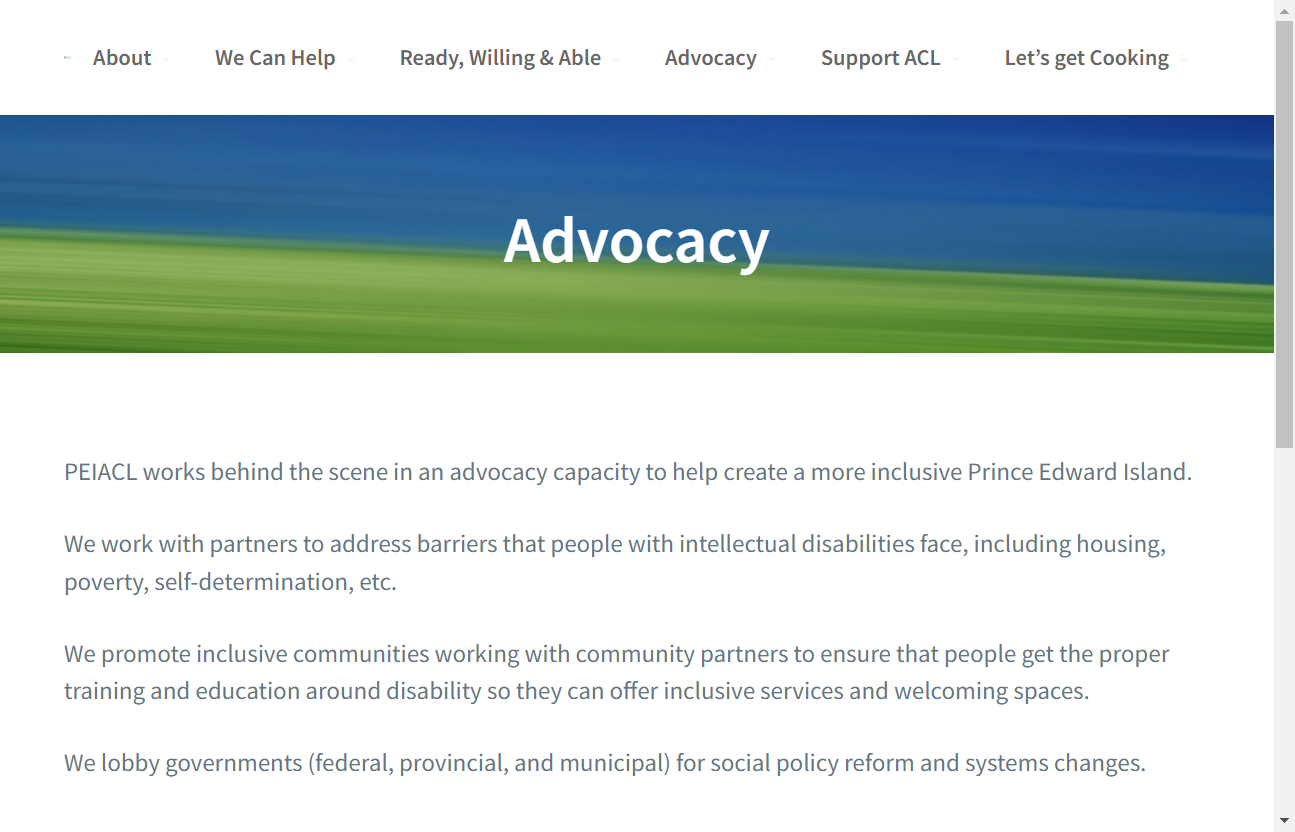 About We Can Help Ready, Willing & Able Advocacy Support ACL Let’s get Cooking
Advocacy
PEIACL works behind the scene in an advocacy capacity to help create a more inclusive Prince Edward Island.
We work with partners to address barriers that people with intellectual disabilities face, including housing,
poverty, self-determination, etc.
We promote inclusive communities working with community partners to ensure that people get the proper
training and education around disability so they can offer inclusive services and welcoming spaces.
We lobby governments (federal, provincial, and municipal) for social policy reform and systems changes.